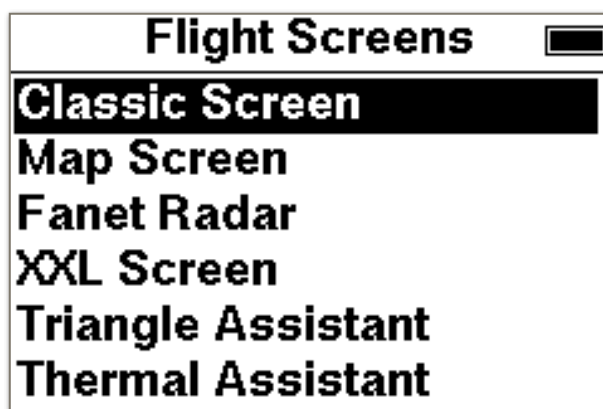 Flight Screens
Classic Screen
Map Screen
Fanet Radar
XXL Screen
Triangle Assistant
Thermal Assistant